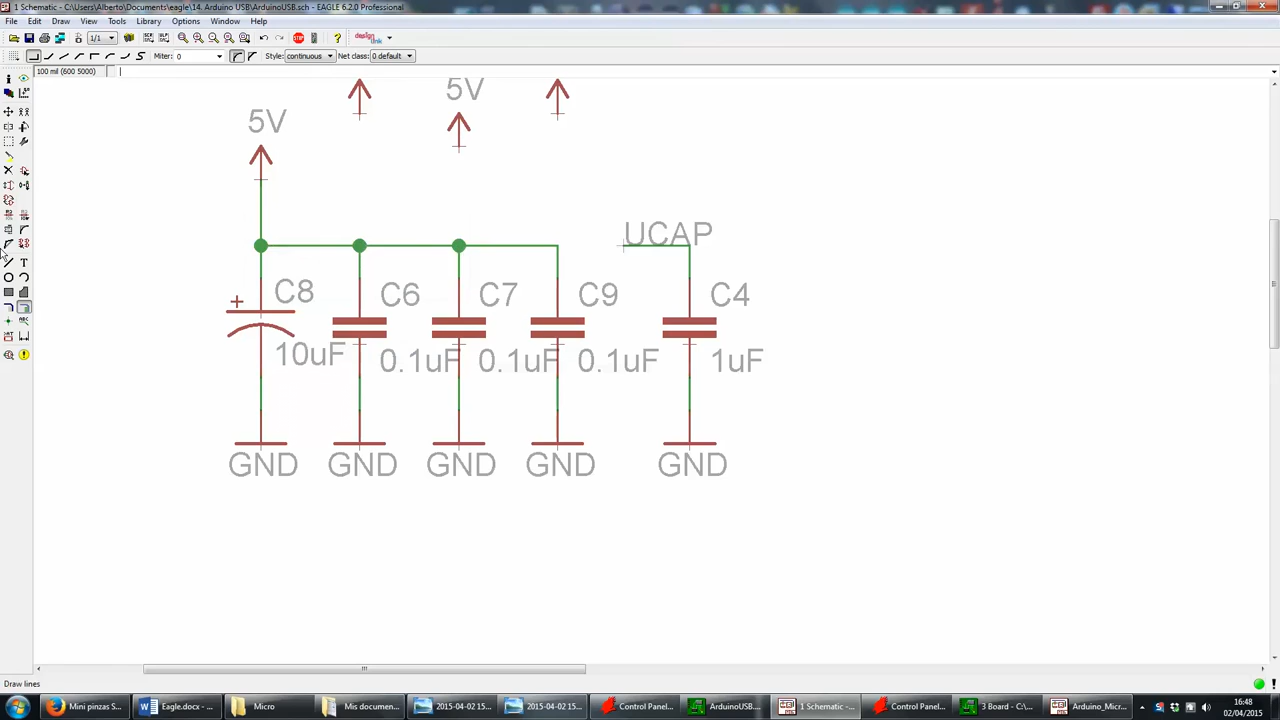 1 Schematic - C:\Users\Alberto\Documents\eagle\14. Arduino USB\ArduinoUSB.sch - EAGLE 6.2.0 Professional
File Edit Draw View Tools Library Options Window Help
1/1 design link
Miter: 0 Style: continuous Net class: 0 default
100 mil (600 5000)
5V
5V
UCAP
C8 C6 C7 C9 C4
+
10uF 0.1uF 0.1uF 0.1uF 1uF
GND GND GND GND GND
Draw lines
Mini pinzas S... Eagle.docx - ... Micro Mis documen... 2015-04-02 15... 2015-04-02 15... Control Panel... ArduinoUSB... 1 Schematic -... Control Panel... 3 Board - C:\... Arduino_Micr...
16:48
02/04/2015